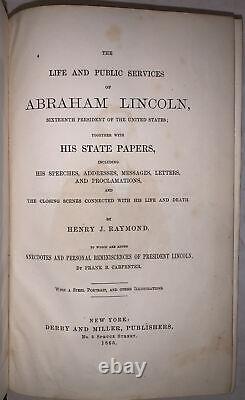 THE
LIFE AND PUBLIC SERVICES
OF
ABRAHAM LINCOLN,
SIXTEENTH PRESIDENT OF THE UNITED STATES;
TOGETHER WITH
HIS STATE PAPERS,
INCLUDING
HIS SPEECHES, ADDRESSES, MESSAGES, LETTERS,
AND PROCLAMATIONS,
AND
THE CLOSING SCENES CONNECTED WITH HIS LIFE AND DEATH
BY
HENRY J. RAYMOND.
TO WHICH ARE ADDED
ANECDOTES AND PERSONAL REMINISCENCES OF PRESIDENT LINCOLN,
BY FRANK B. CARPENTER.
WITH A STEEL PORTRAIT, AND OTHER ILLUSTRATIONS.
NEW YORK:
DERBY AND MILLER, PUBLISHERS,
No. 5 SPRUCE STREET.
1865.